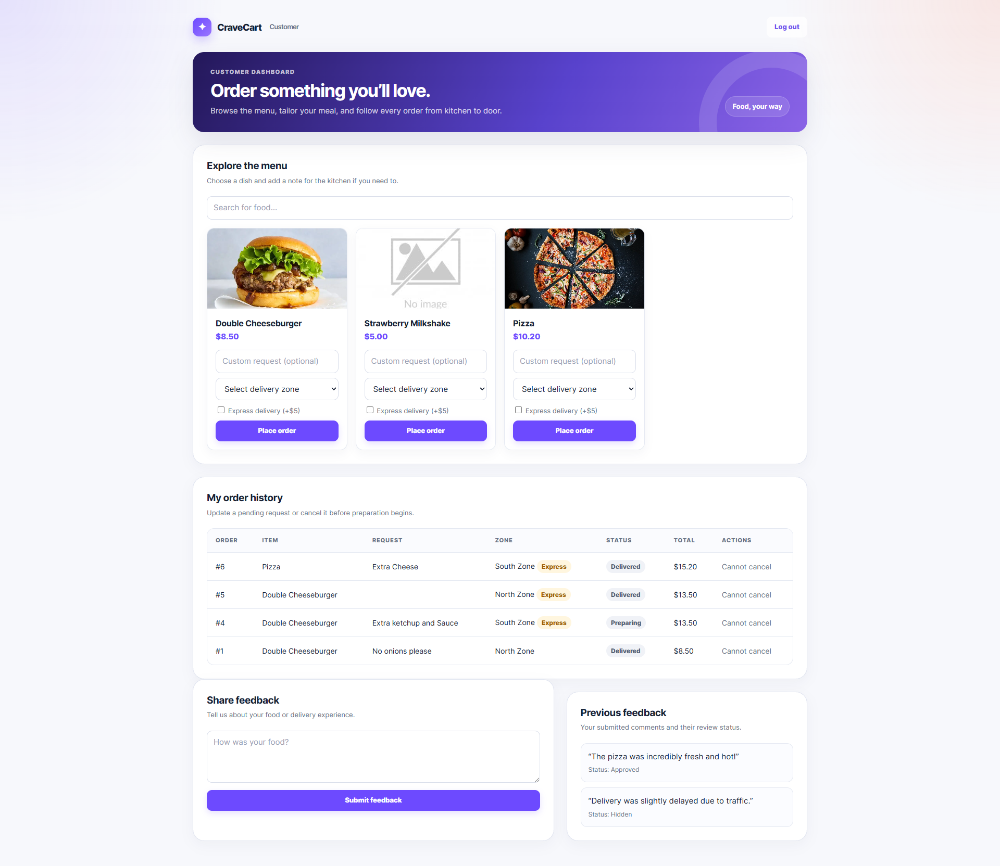 CraveCart Customer
Log out
CUSTOMER DASHBOARD
Order something you’ll love.
Browse the menu, tailor your meal, and follow every order from kitchen to door.
Food, your way
Explore the menu
Choose a dish and add a note for the kitchen if you need to.
Search for food...
No image
Double Cheeseburger
$8.50
Custom request (optional)
Select delivery zone
Express delivery (+$5)
Place order
Strawberry Milkshake
$5.00
Custom request (optional)
Select delivery zone
Express delivery (+$5)
Place order
Pizza
$10.20
Custom request (optional)
Select delivery zone
Express delivery (+$5)
Place order
My order history
Update a pending request or cancel it before preparation begins.
ORDER ITEM REQUEST ZONE STATUS TOTAL ACTIONS
#6 Pizza Extra Cheese South Zone Express Delivered $15.20 Cannot cancel
#5 Double Cheeseburger North Zone Express Delivered $13.50 Cannot cancel
#4 Double Cheeseburger Extra ketchup and Sauce South Zone Express Preparing $13.50 Cannot cancel
#1 Double Cheeseburger No onions please North Zone Delivered $8.50 Cannot cancel
Share feedback
Tell us about your food or delivery experience.
How was your food?
Submit feedback
Previous feedback
Your submitted comments and their review status.
“The pizza was incredibly fresh and hot!”
Status: Approved
“Delivery was slightly delayed due to traffic.”
Status: Hidden